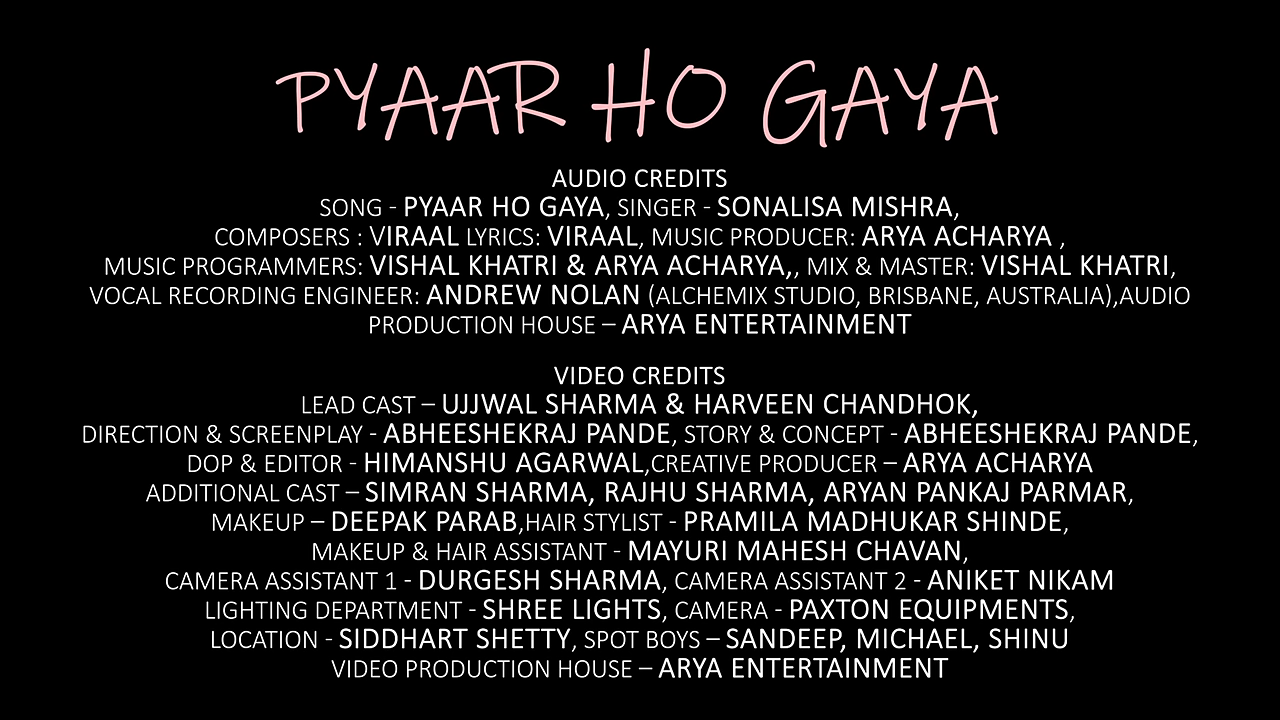 PYAAR HO GAYA
AUDIO CREDITS
SONG - PYAAR HO GAYA, SINGER - SONALISA MISHRA,
COMPOSERS : VIRAAL LYRICS: VIRAAL, MUSIC PRODUCER: ARYA ACHARYA ,
MUSIC PROGRAMMERS: VISHAL KHATRI & ARYA ACHARYA,, MIX & MASTER: VISHAL KHATRI,
VOCAL RECORDING ENGINEER: ANDREW NOLAN (ALCHEMIX STUDIO, BRISBANE, AUSTRALIA),AUDIO
PRODUCTION HOUSE – ARYA ENTERTAINMENT
VIDEO CREDITS
LEAD CAST – UJJWAL SHARMA & HARVEEN CHANDHOK,
DIRECTION & SCREENPLAY - ABHEESHEKRAJ PANDE, STORY & CONCEPT - ABHEESHEKRAJ PANDE,
DOP & EDITOR - HIMANSHU AGARWAL,CREATIVE PRODUCER – ARYA ACHARYA
ADDITIONAL CAST – SIMRAN SHARMA, RAJHU SHARMA, ARYAN PANKAJ PARMAR,
MAKEUP – DEEPAK PARAB,HAIR STYLIST - PRAMILA MADHUKAR SHINDE,
MAKEUP & HAIR ASSISTANT - MAYURI MAHESH CHAVAN,
CAMERA ASSISTANT 1 - DURGESH SHARMA, CAMERA ASSISTANT 2 - ANIKET NIKAM
LIGHTING DEPARTMENT - SHREE LIGHTS, CAMERA - PAXTON EQUIPMENTS,
LOCATION - SIDDHART SHETTY, SPOT BOYS – SANDEEP, MICHAEL, SHINU
VIDEO PRODUCTION HOUSE – ARYA ENTERTAINMENT